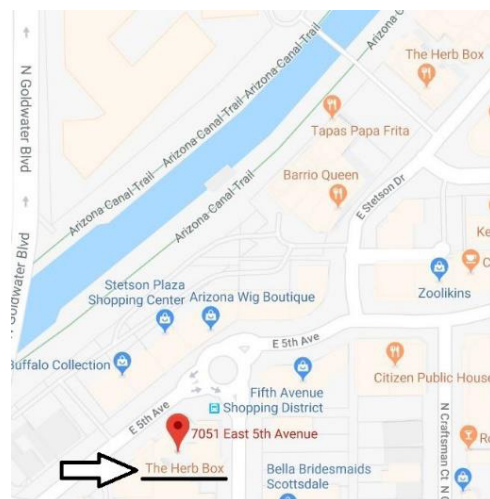 N Goldwater Blvd
Arizona Canal-Trail
Arizona Canal-Trail
Arizona Canal-Trail
Arizona C
The Herb Box
Tapas Papa Frita
Barrio Queen
Arizona Canal-Trail
Arizona Canal-Trail
E Stetson Dr
Ke
C
Zoolikins
Goldwater Blvd
Stetson Plaza
Shopping Center
Arizona Wig Boutique
Buffalo Collection
E 5th Ave
Citizen Public House
Fifth Avenue
Shopping District
E 5th Ave
7051 East 5th Avenue
The Herb Box
Bella Bridesmaids
Scottsdale
N Craftsman Ct
N C
Ro